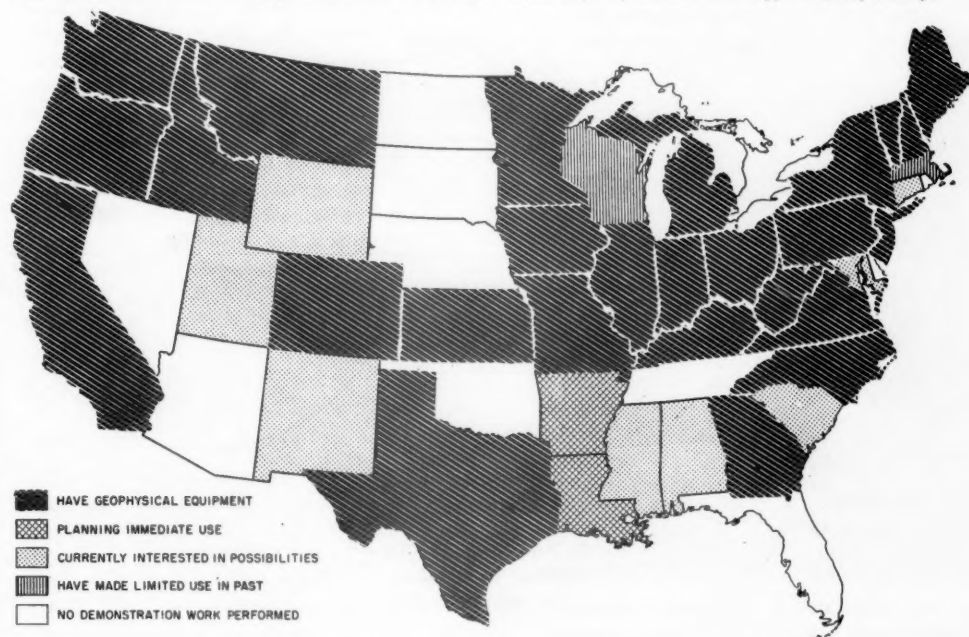 HAVE GEOPHYSICAL EQUIPMENT
PLANNING IMMEDIATE USE
CURRENTLY INTERESTED IN POSSIBILITIES
HAVE MADE LIMITED USE IN PAST
NO DEMONSTRATION WORK PERFORMED